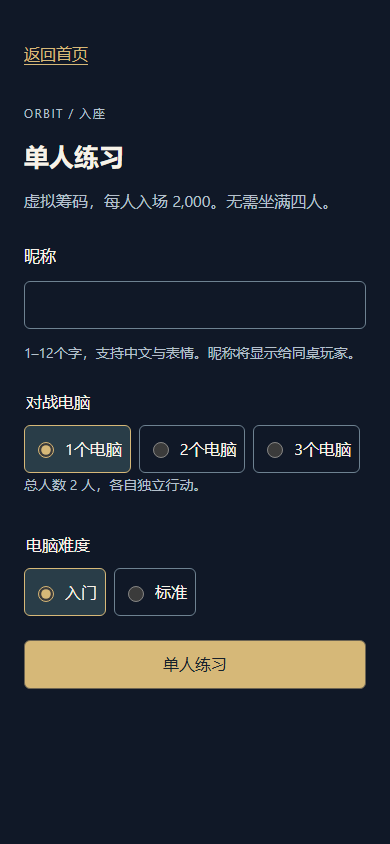 返回首页
ORBIT / 入座
单人练习
虚拟筹码，每人入场 2,000。无需坐满四人。
昵称
1–12个字，支持中文与表情。昵称将显示给同桌玩家。
对战电脑
1个电脑 2个电脑 3个电脑
总人数 2 人，各自独立行动。
电脑难度
入门 标准
单人练习